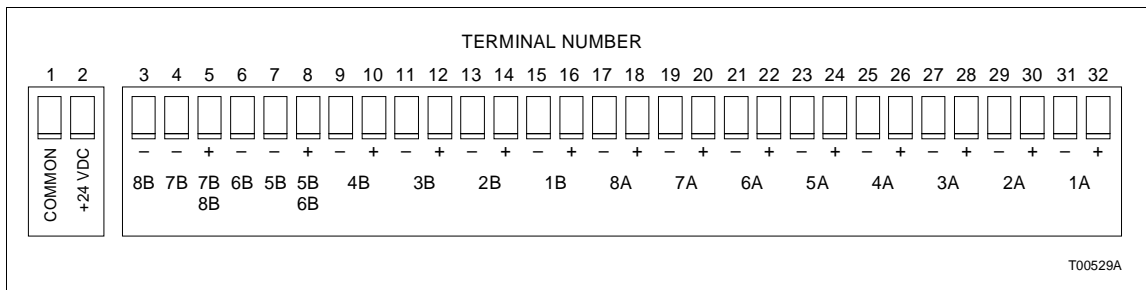 TERMINAL NUMBER
1 2 3 4 5 6 7 8 9 10 11 12 13 14 15 16 17 18 19 20 21 22 23 24 25 26 27 28 29 30 31 32
– – + – – + – + – + – + – + – + – + – + – + – + – + – + – +
COMMON
+24 VDC
8B 7B 7B 6B 5B 5B 4B 3B 2B 1B 8A 7A 6A 5A 4A 3A 2A 1A
8B 6B
T00529A